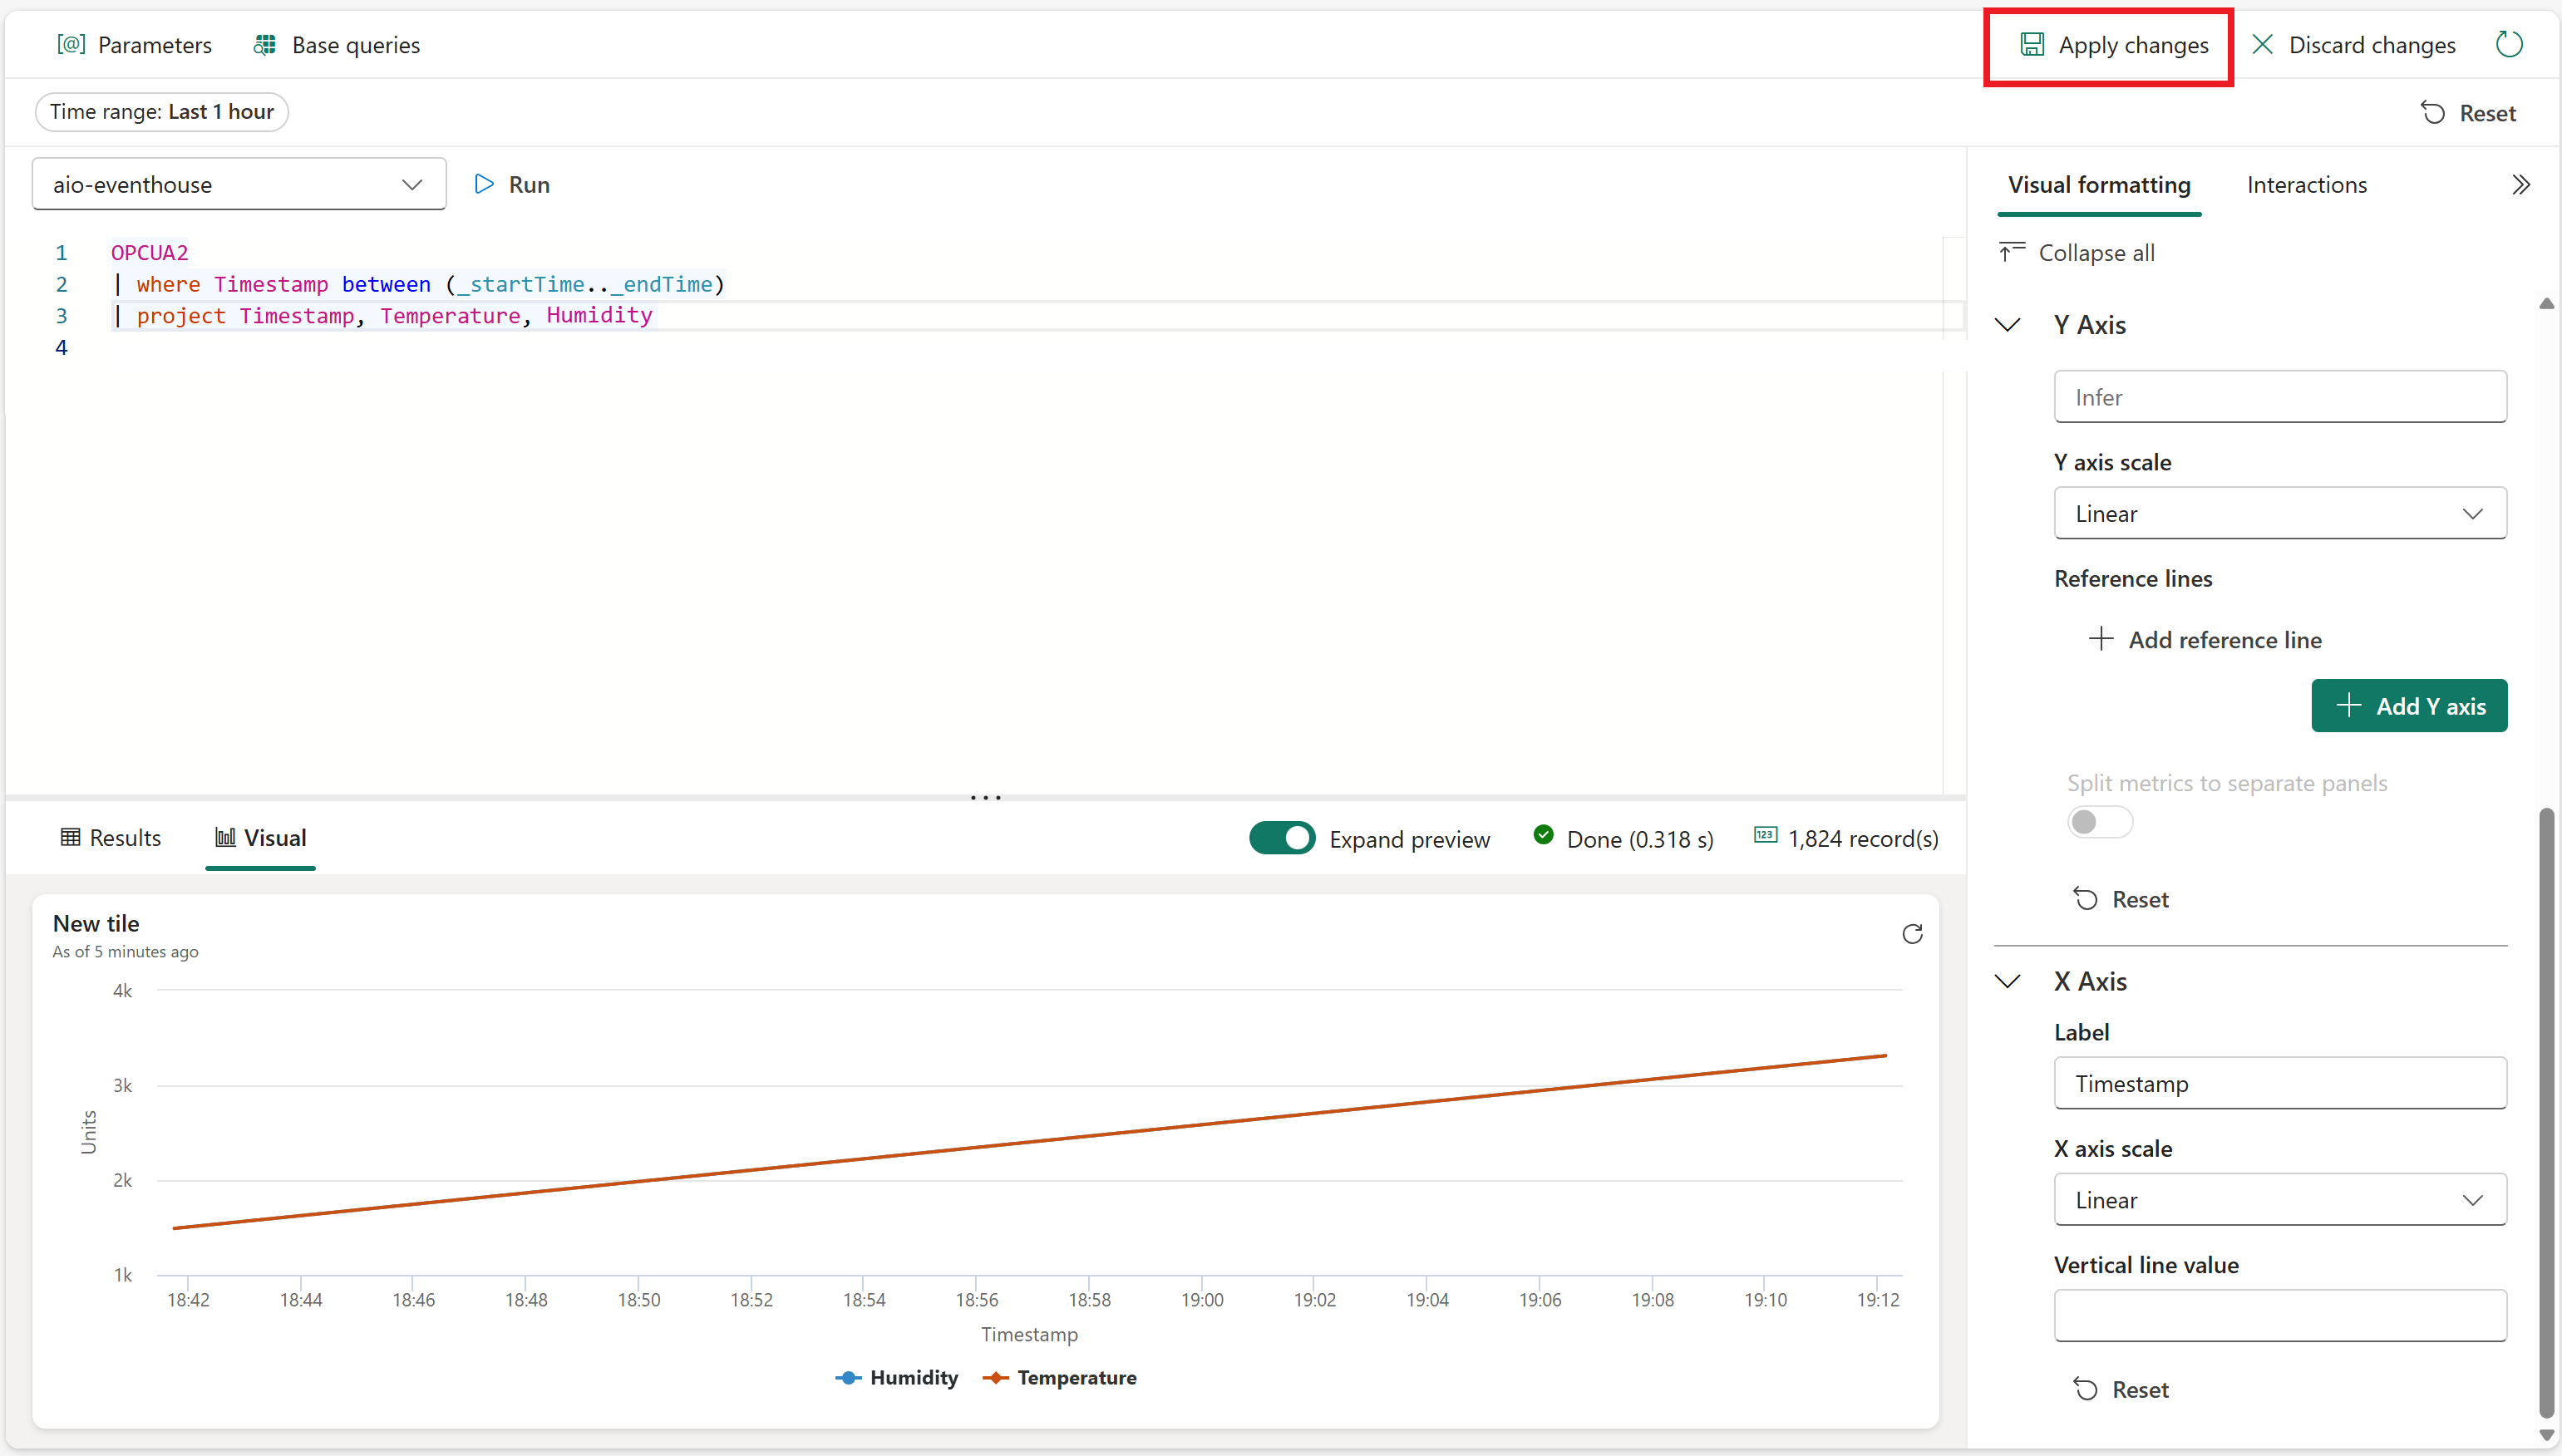 [@] Parameters Base queries Apply changes Discard changes
Time range: Last 1 hour Reset
aio-eventhouse Run Visual formatting Interactions
Collapse all
1 OPCUA2
2 | where Timestamp between (_startTime.._endTime)
3 | project Timestamp, Temperature, Humidity
4
Y Axis
Infer
Y axis scale
Linear
Reference lines
Add reference line
Add Y axis
Split metrics to separate panels
Reset
X Axis
Label
Timestamp
X axis scale
Linear
Vertical line value
Reset
Results Visual Expand preview Done (0.318 s) 123 1,824 record(s)
New tile
As of 5 minutes ago
4k
3k
2k
1k
Units
18:42 18:44 18:46 18:48 18:50 18:52 18:54 18:56 18:58 19:00 19:02 19:04 19:06 19:08 19:10 19:12
Timestamp
Humidity Temperature